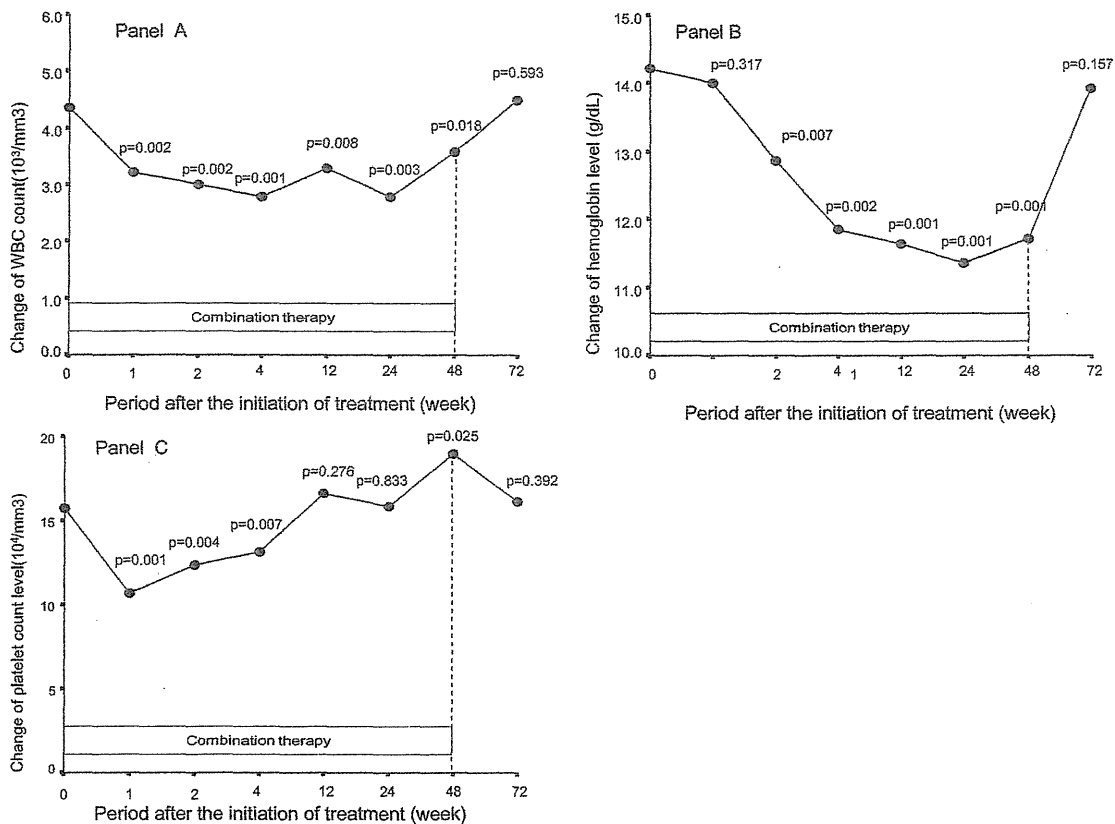 Panel A
Change of WBC count(10³/mm3)
6.0
5.0
4.0
3.0
2.0
1.0
0.0
p=0.002
p=0.002
p=0.001
p=0.008
p=0.003
p=0.018
p=0.593
Combination therapy
0 1 2 4 12 24 48 72
Period after the initiation of treatment (week)
Panel B
Change of hemoglobin level (g/dL)
15.0
14.0
13.0
12.0
11.0
10.0
p=0.317
p=0.007
p=0.002
p=0.001
p=0.001
p=0.001
p=0.157
Combination therapy
0 2 4 1 12 24 48 72
Period after the initiation of treatment (week)
Panel C
Change of platelet count level(10⁴/mm3)
20
15
10
5
0
p=0.001
p=0.004
p=0.007
p=0.276
p=0.833
p=0.025
p=0.392
Combination therapy
0 1 2 4 12 24 48 72
Period after the initiation of treatment (week)